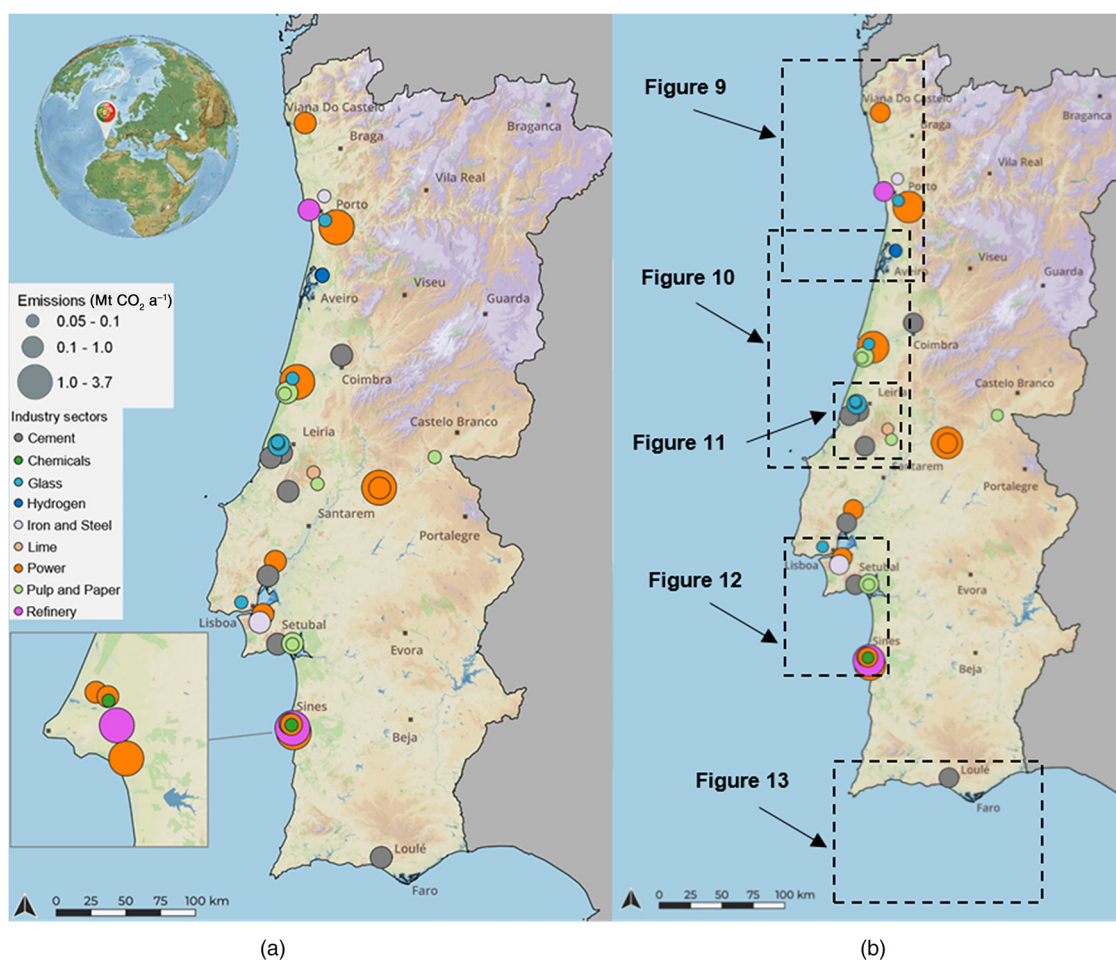 Viana Do Castelo
Braga
Braganca
Vila Real
Porto
Aveiro
Viseu
Guarda
Coimbra
Castelo Branco
Leiria
Santarem
Portalegre
Lisboa
Setubal
Evora
Sines
Beja
Loulé
Faro
Emissions (Mt CO₂ a⁻¹)
0.05 - 0.1
0.1 - 1.0
1.0 - 3.7
Industry sectors
Cement
Chemicals
Glass
Hydrogen
Iron and Steel
Lime
Power
Pulp and Paper
Refinery
0 25 50 75 100 km
(a)
Figure 9
Figure 10
Figure 11
Figure 12
Figure 13
Viana Do Castelo
Braga
Braganca
Vila Real
Porto
Aveiro
Viseu
Guarda
Coimbra
Castelo Branco
Leiria
Santarem
Portalegre
Lisboa
Setubal
Evora
Sines
Beja
Loulé
Faro
0 25 50 75 100 km
(b)